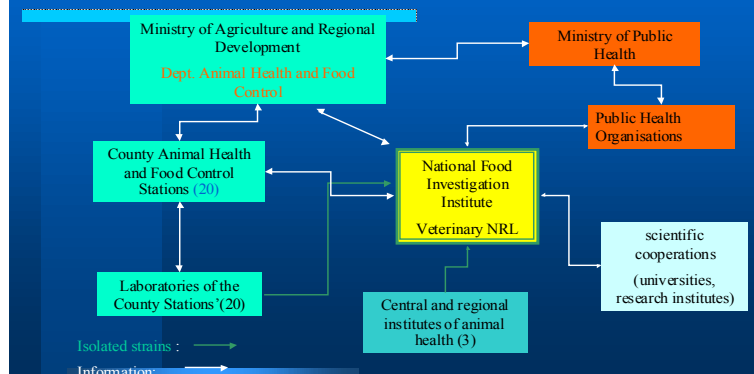 Ministry of Agriculture and Regional
Development
Dept. Animal Health and Food
Control
Ministry of Public
Health
Public Health
Organisations
County Animal Health
and Food Control
Stations (20)
National Food
Investigation
Institute
Veterinary NRL
scientific
cooperations
(universities,
research institutes)
Laboratories of the
County Stations'(20)
Central and regional
institutes of animal
health (3)
Isolated strains :
Information: